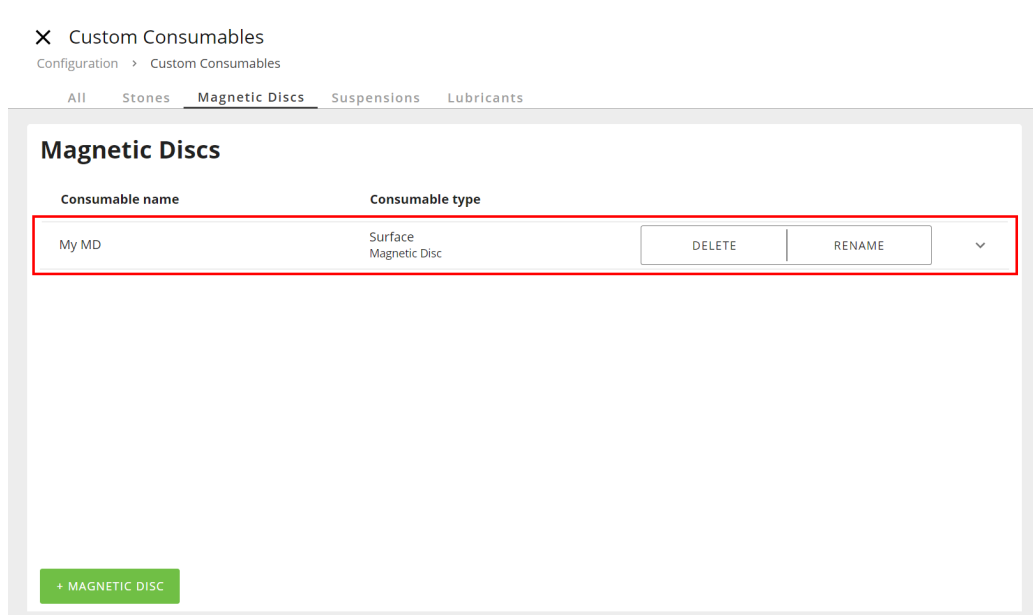 Custom Consumables
Configuration > Custom Consumables
All Stones Magnetic Discs Suspensions Lubricants
Magnetic Discs
Consumable name Consumable type
My MD Surface DELETE RENAME
Magnetic Disc
+ MAGNETIC DISC